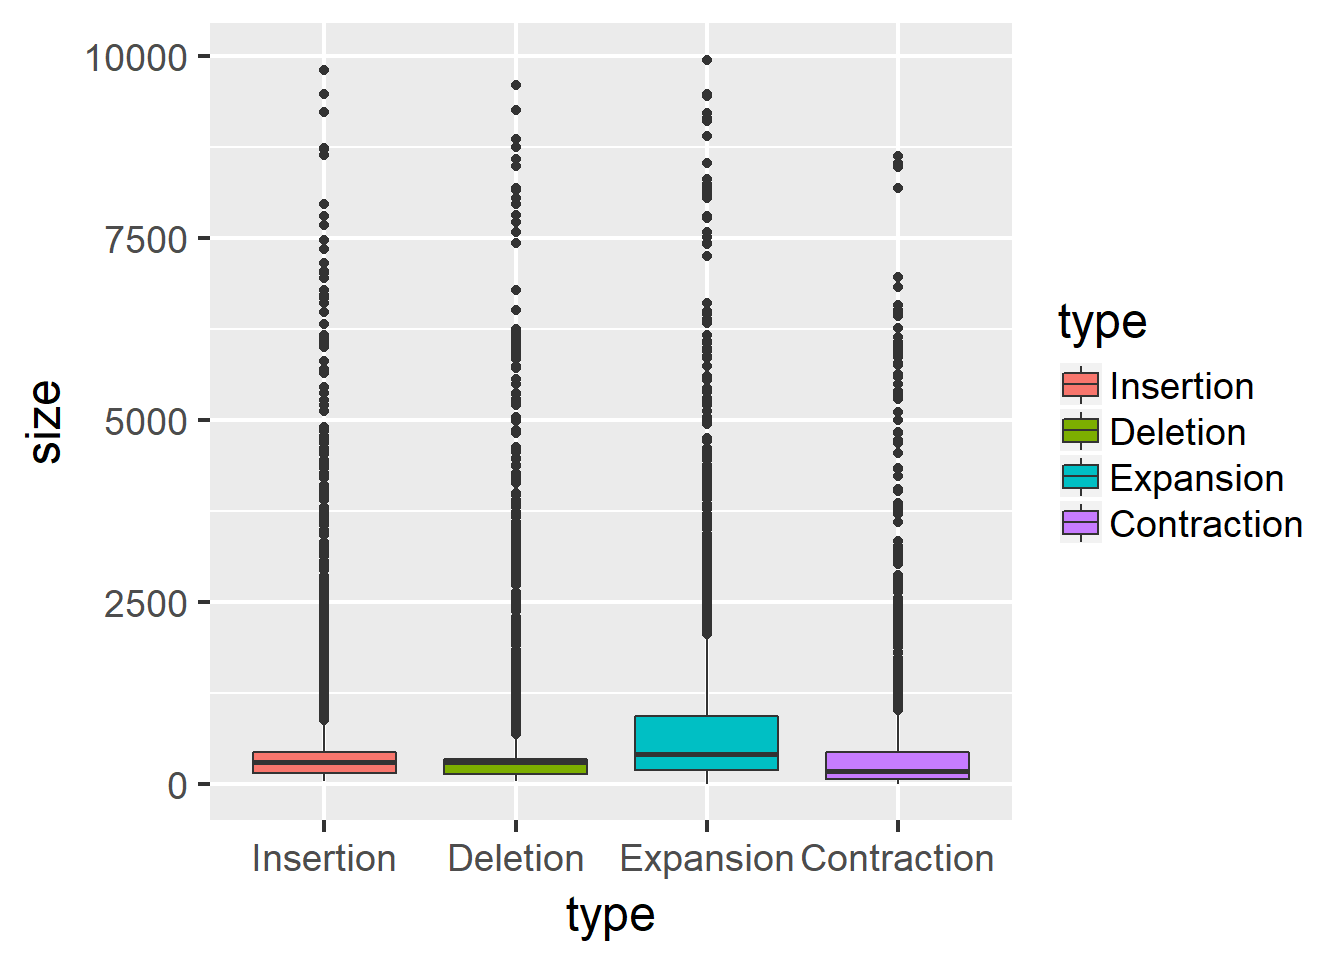 10000
7500
5000
2500
0
size
Insertion
Deletion
Expansion
Contraction
type
type
Insertion
Deletion
Expansion
Contraction